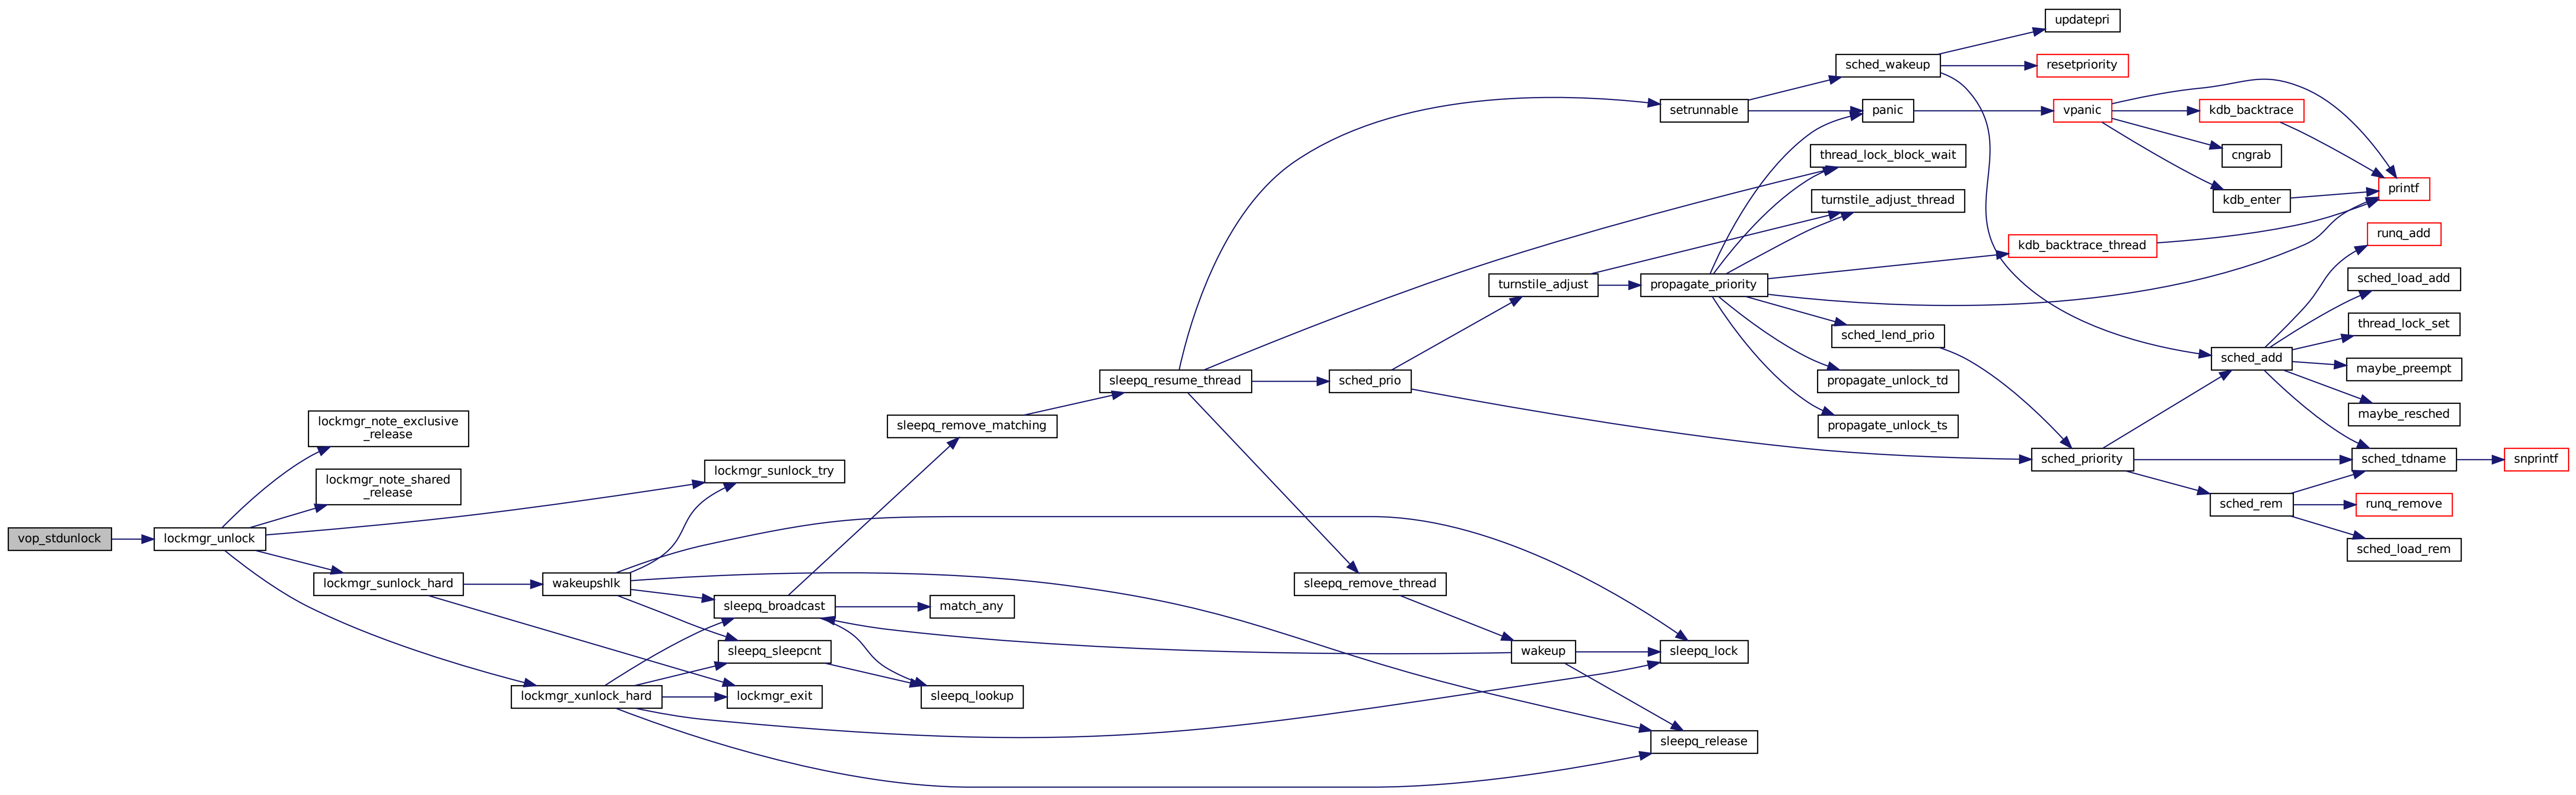 updatepri
sched_wakeup
resetpriority
setrunnable
panic
vpanic
kdb_backtrace
thread_lock_block_wait
cngrab
printf
turnstile_adjust_thread
kdb_enter
runq_add
kdb_backtrace_thread
sched_load_add
turnstile_adjust
propagate_priority
thread_lock_set
sched_lend_prio
sched_add
maybe_preempt
sleepq_resume_thread
sched_prio
propagate_unlock_td
maybe_resched
lockmgr_note_exclusive
_release
sleepq_remove_matching
propagate_unlock_ts
sched_priority
sched_tdname
snprintf
lockmgr_sunlock_try
lockmgr_note_shared
_release
sched_rem
runq_remove
vop_stdunlock
lockmgr_unlock
sched_load_rem
lockmgr_sunlock_hard
wakeupshlk
sleepq_remove_thread
sleepq_broadcast
match_any
sleepq_sleepcnt
wakeup
sleepq_lock
lockmgr_xunlock_hard
lockmgr_exit
sleepq_lookup
sleepq_release